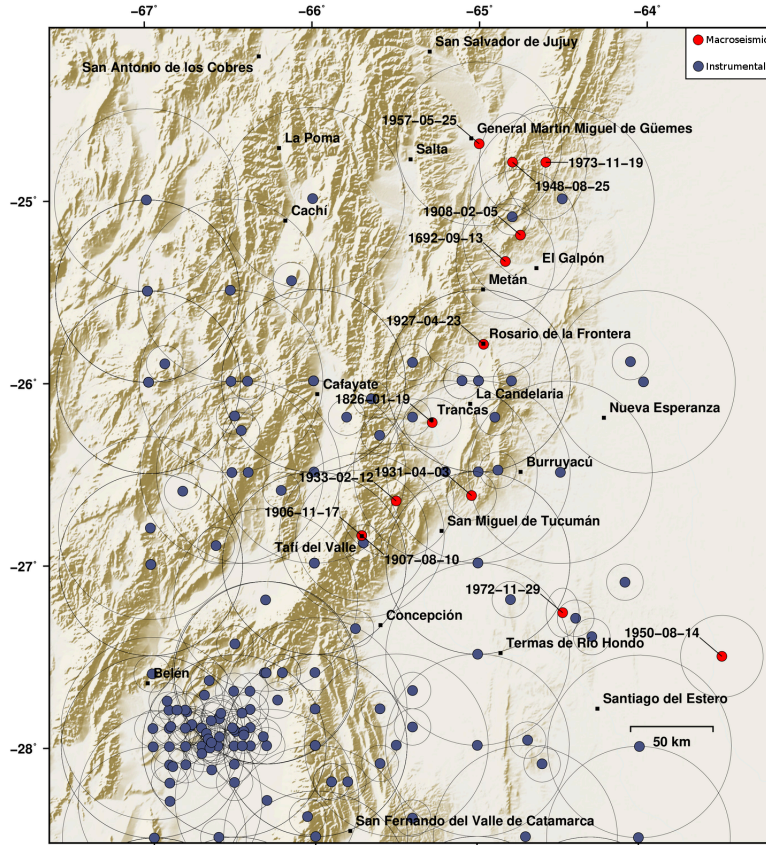 −67° −66° −65° −64°
San Salvador de Jujuy
Macroseismic
San Antonio de los Cobres
Instrumental
1957−05−25
General Martín Miguel de Güemes
La Poma
Salta
1973−11−19
1948−08−25
−25°
Cachí
1908−02−05
1692−09−13
El Galpón
Metán
1927−04−23
Rosario de la Frontera
−26°
Cafayate
1826−01−19
La Candelaria
Trancas
Nueva Esperanza
Burruyacú
1933−02−12
1931−04−03
1906−11−17
San Miguel de Tucumán
Tafí del Valle
1907−08−10
−27°
1972−11−29
Concepción
1950−08−14
Termas de Río Hondo
Belén
Santiago del Estero
50 km
−28°
San Fernando del Valle de Catamarca